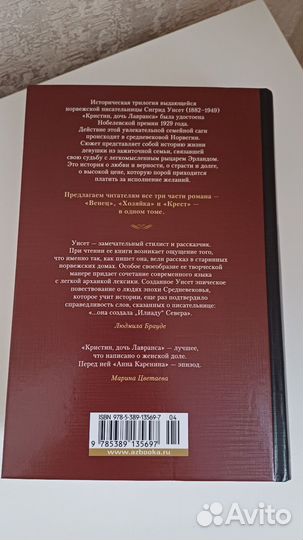 Историческая трилогия выдающейся
норвежской писательницы Сигрид Унсет (1882–1949)
«Кристин, дочь Лавранса» была удостоена
Нобелевской премии 1929 года.
Действие этой увлекательной семейной саги
происходит в средневековой Норвегии.
Сюжет представляет собой историю жизни
девушки из зажиточной семьи, связавшей
свою судьбу с легкомысленным рыцарем Эрландом.
Это история о любви и верности, о страсти и долге,
о высокой цене, которую порой приходится
платить за исполнение желаний.
Предлагаем читателям все три части романа —
«Венец», «Хозяйка» и «Крест» —
в одном томе.
Унсет — замечательный стилист и рассказчик.
При чтении ее книги возникает ощущение того,
что именно так, как пишет она, вели рассказ в старинных
норвежских домах. Особое своеобразие ее творческой
манере придает сочетание современного языка
с легкой архаикой лексики. Созданное Унсет эпическое
повествование о людях эпохи Средневековья,
которое учит истории, еще раз подтвердило
справедливость слов, сказанных о писательнице:
«...она создала „Илиаду“ Севера».
Людмила Брауде
«Кристин, дочь Лавранса» — лучшее,
что написано о женской доле.
Перед ней «Анна Каренина» — эпизод.
Марина Цветаева
ISBN 978-5-389-13569-7
04
9 785389 135697
www.azbooka.ru
Avito